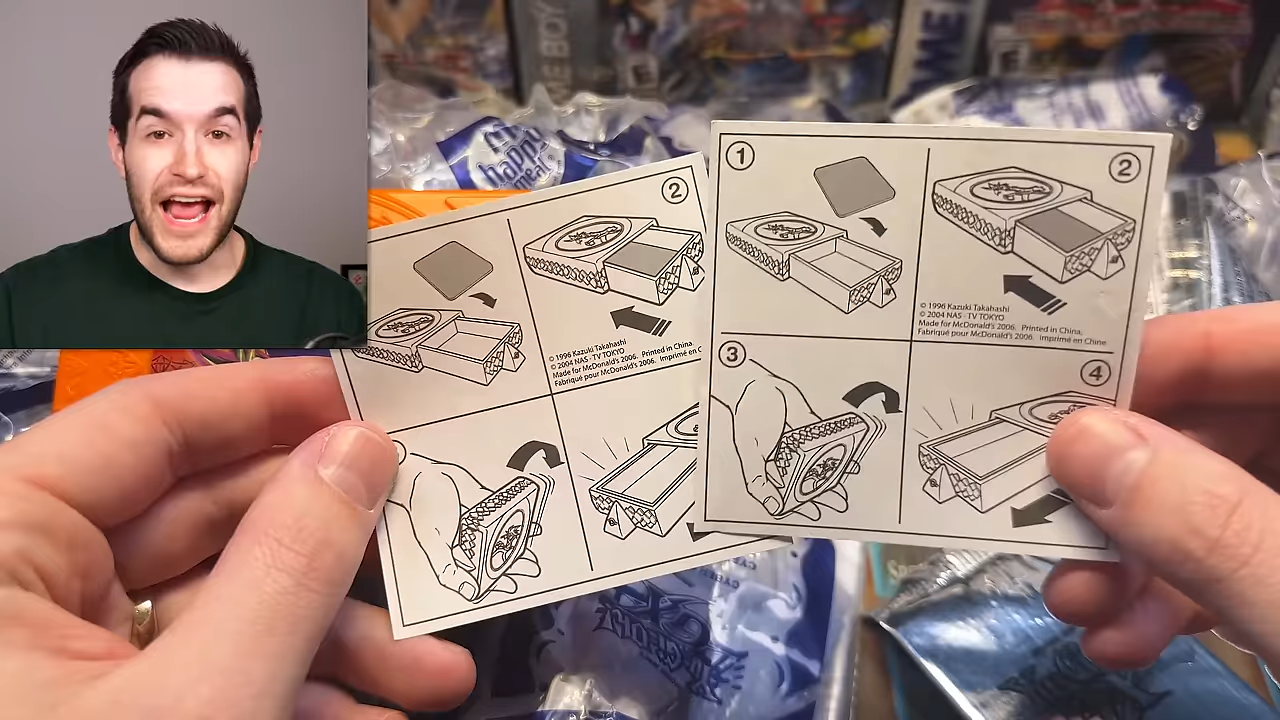 GAME BOY
GAME
happy
meal
2
© 1996 Kazuki Takahashi
© 2004 NAS · TV TOKYO
Made for McDonald's 2006. Printed in China.
Fabriqué pour McDonald's 2006. Imprimé en C
1
2
© 1996 Kazuki Takahashi
© 2004 NAS · TV TOKYO
Made for McDonald's 2006. Printed in China.
Fabriqué pour McDonald's 2006. Imprimé en Chine
3
4